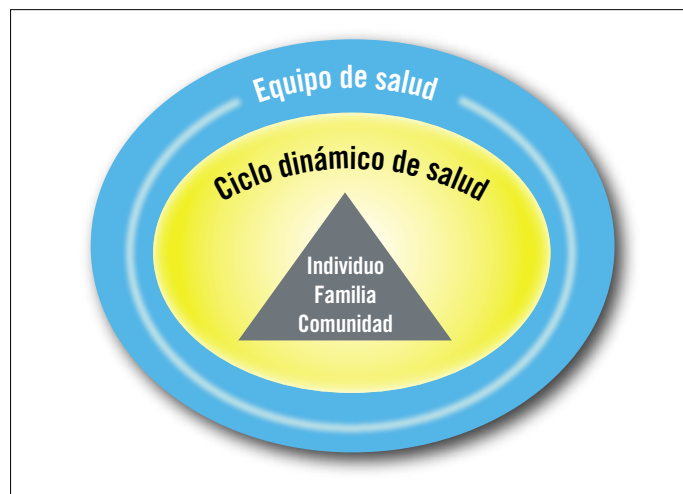 Equipo de salud
Ciclo dinámico de salud
Individuo
Familia
Comunidad